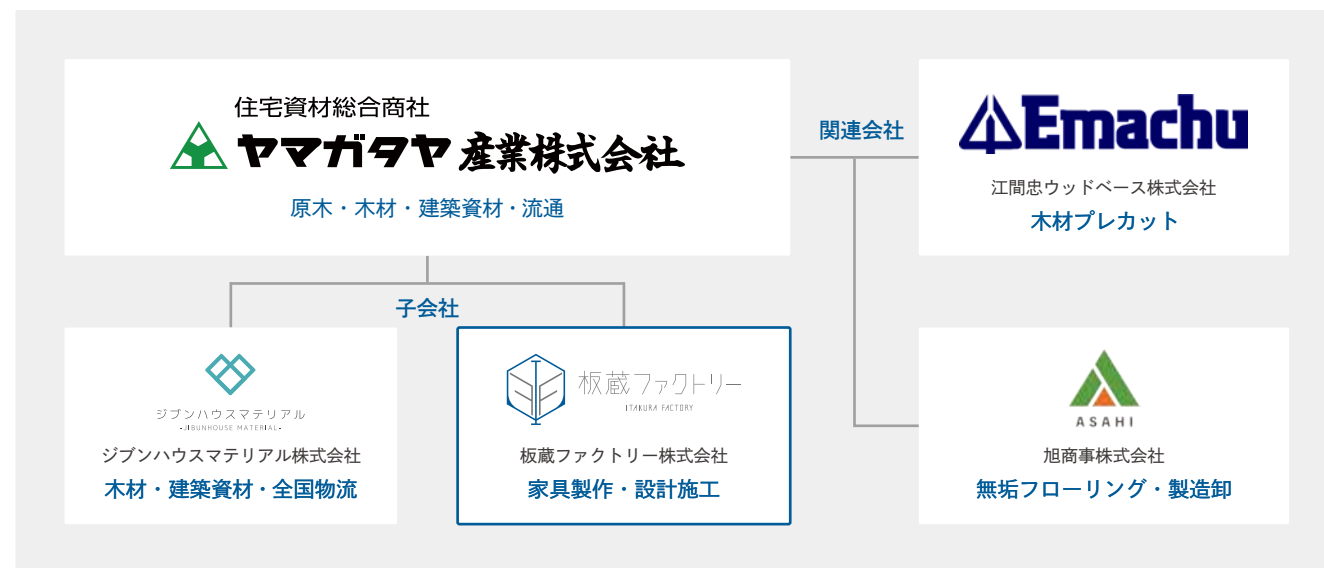 住宅資材総合商社
ヤマガタヤ産業株式会社
原木・木材・建築資材・流通
関連会社
Emachu
江間忠ウッドベース株式会社
木材プレカット
子会社
ジブンハウスマテリアル
-JIBUNHOUSE MATERIAL-
ジブンハウスマテリアル株式会社
木材・建築資材・全国物流
板蔵ファクトリー
ITAKURA FACTORY
板蔵ファクトリー株式会社
家具製作・設計施工
ASAHI
旭商事株式会社
無垢フローリング・製造卸